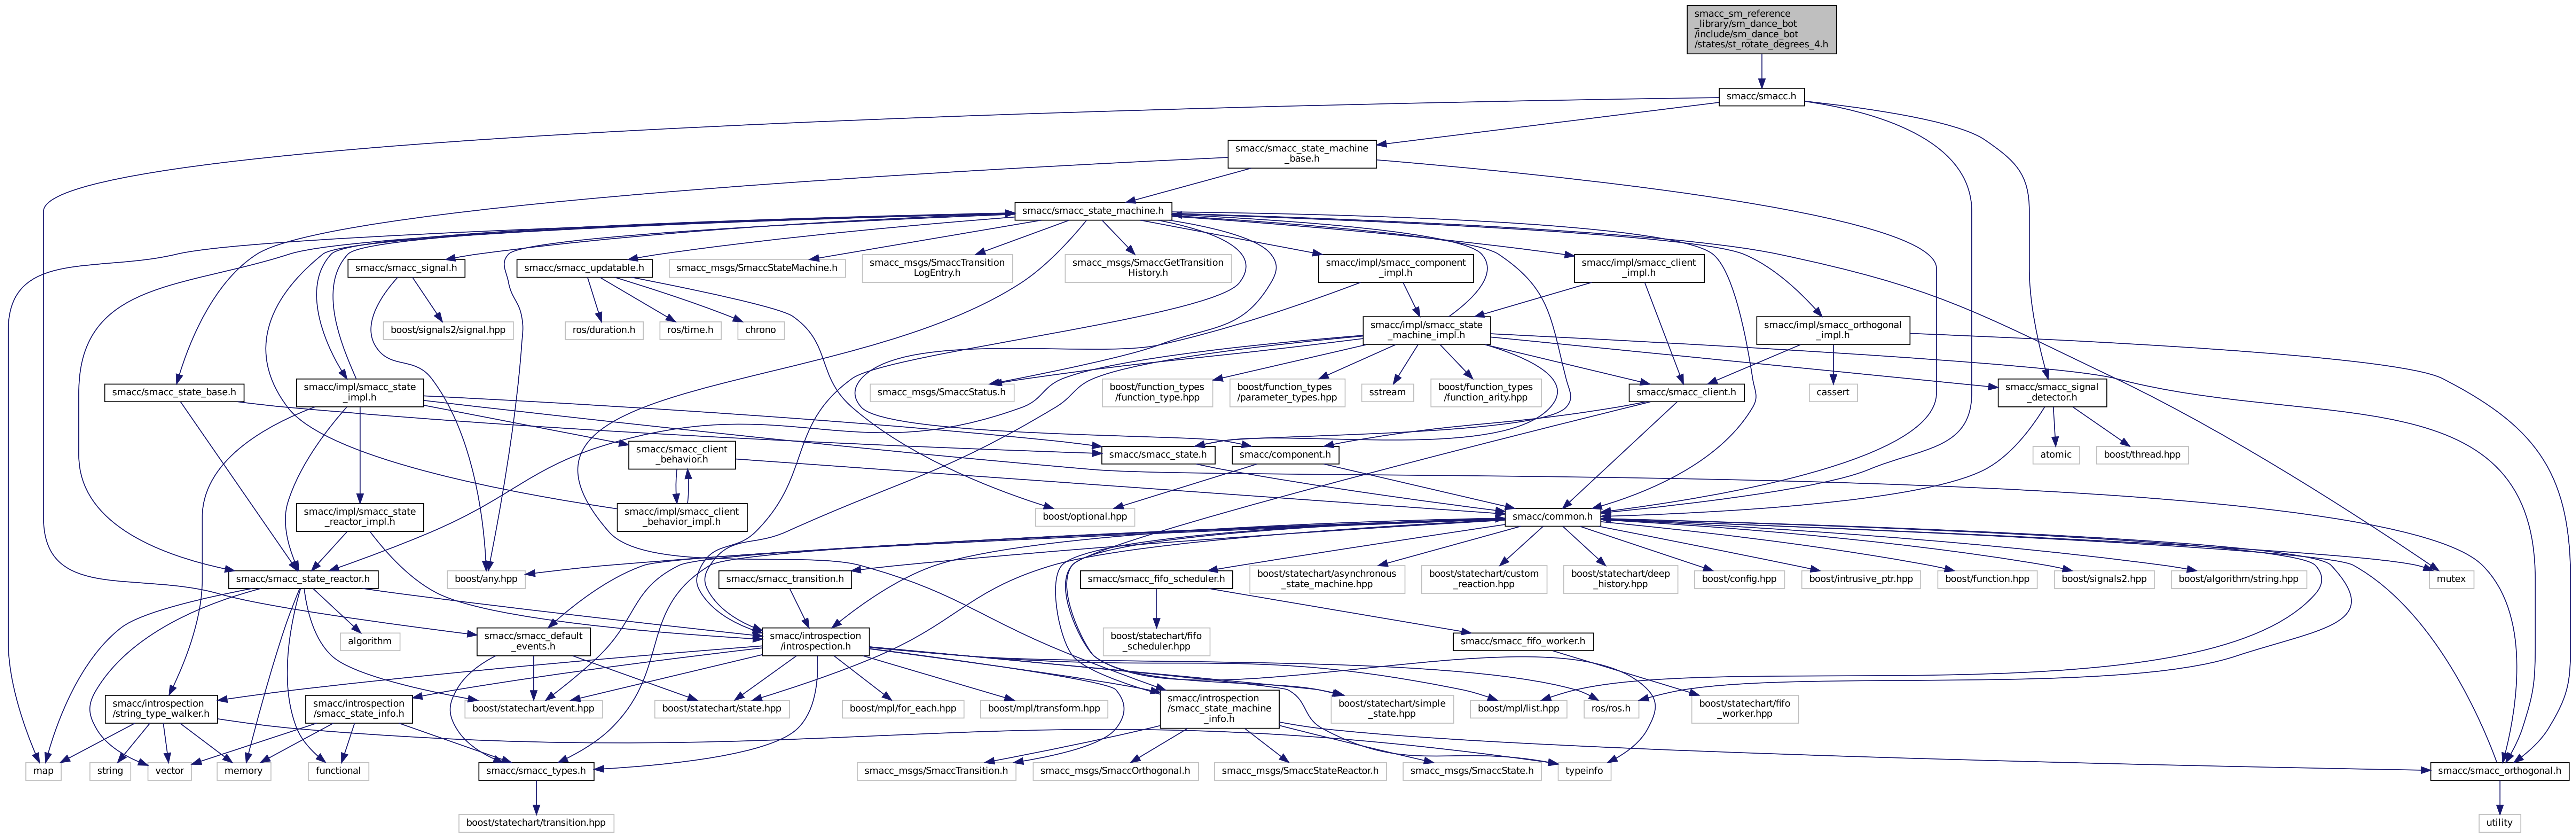 smacc_sm_reference
_library/sm_dance_bot
/include/sm_dance_bot
/states/st_rotate_degrees_4.h
smacc/smacc.h
smacc/smacc_state_machine
_base.h
smacc/smacc_state_machine.h
smacc/smacc_signal.h
smacc/smacc_updatable.h
smacc_msgs/SmaccStateMachine.h
smacc_msgs/SmaccTransition
LogEntry.h
smacc_msgs/SmaccGetTransition
History.h
smacc/impl/smacc_component
_impl.h
smacc/impl/smacc_client
_impl.h
boost/signals2/signal.hpp
ros/duration.h
ros/time.h
chrono
smacc/impl/smacc_state
_machine_impl.h
smacc/impl/smacc_orthogonal
_impl.h
smacc/smacc_state_base.h
smacc/impl/smacc_state
_impl.h
smacc_msgs/SmaccStatus.h
boost/function_types
/function_type.hpp
boost/function_types
/parameter_types.hpp
sstream
boost/function_types
/function_arity.hpp
smacc/smacc_client.h
cassert
smacc/smacc_signal
_detector.h
smacc/smacc_client
_behavior.h
smacc/smacc_state.h
smacc/component.h
atomic
boost/thread.hpp
smacc/impl/smacc_state
_reactor_impl.h
smacc/impl/smacc_client
_behavior_impl.h
boost/optional.hpp
smacc/common.h
smacc/smacc_state_reactor.h
boost/any.hpp
smacc/smacc_transition.h
smacc/smacc_fifo_scheduler.h
boost/statechart/asynchronous
_state_machine.hpp
boost/statechart/custom
_reaction.hpp
boost/statechart/deep
_history.hpp
boost/config.hpp
boost/intrusive_ptr.hpp
boost/function.hpp
boost/signals2.hpp
boost/algorithm/string.hpp
mutex
algorithm
smacc/smacc_default
_events.h
smacc/introspection
/introspection.h
boost/statechart/fifo
_scheduler.hpp
smacc/smacc_fifo_worker.h
smacc/introspection
/string_type_walker.h
smacc/introspection
/smacc_state_info.h
boost/statechart/event.hpp
boost/statechart/state.hpp
boost/mpl/for_each.hpp
boost/mpl/transform.hpp
smacc/introspection
/smacc_state_machine
_info.h
boost/statechart/simple
_state.hpp
boost/mpl/list.hpp
ros/ros.h
boost/statechart/fifo
_worker.hpp
map
string
vector
memory
functional
smacc/smacc_types.h
smacc_msgs/SmaccTransition.h
smacc_msgs/SmaccOrthogonal.h
smacc_msgs/SmaccStateReactor.h
smacc_msgs/SmaccState.h
typeinfo
smacc/smacc_orthogonal.h
boost/statechart/transition.hpp
utility